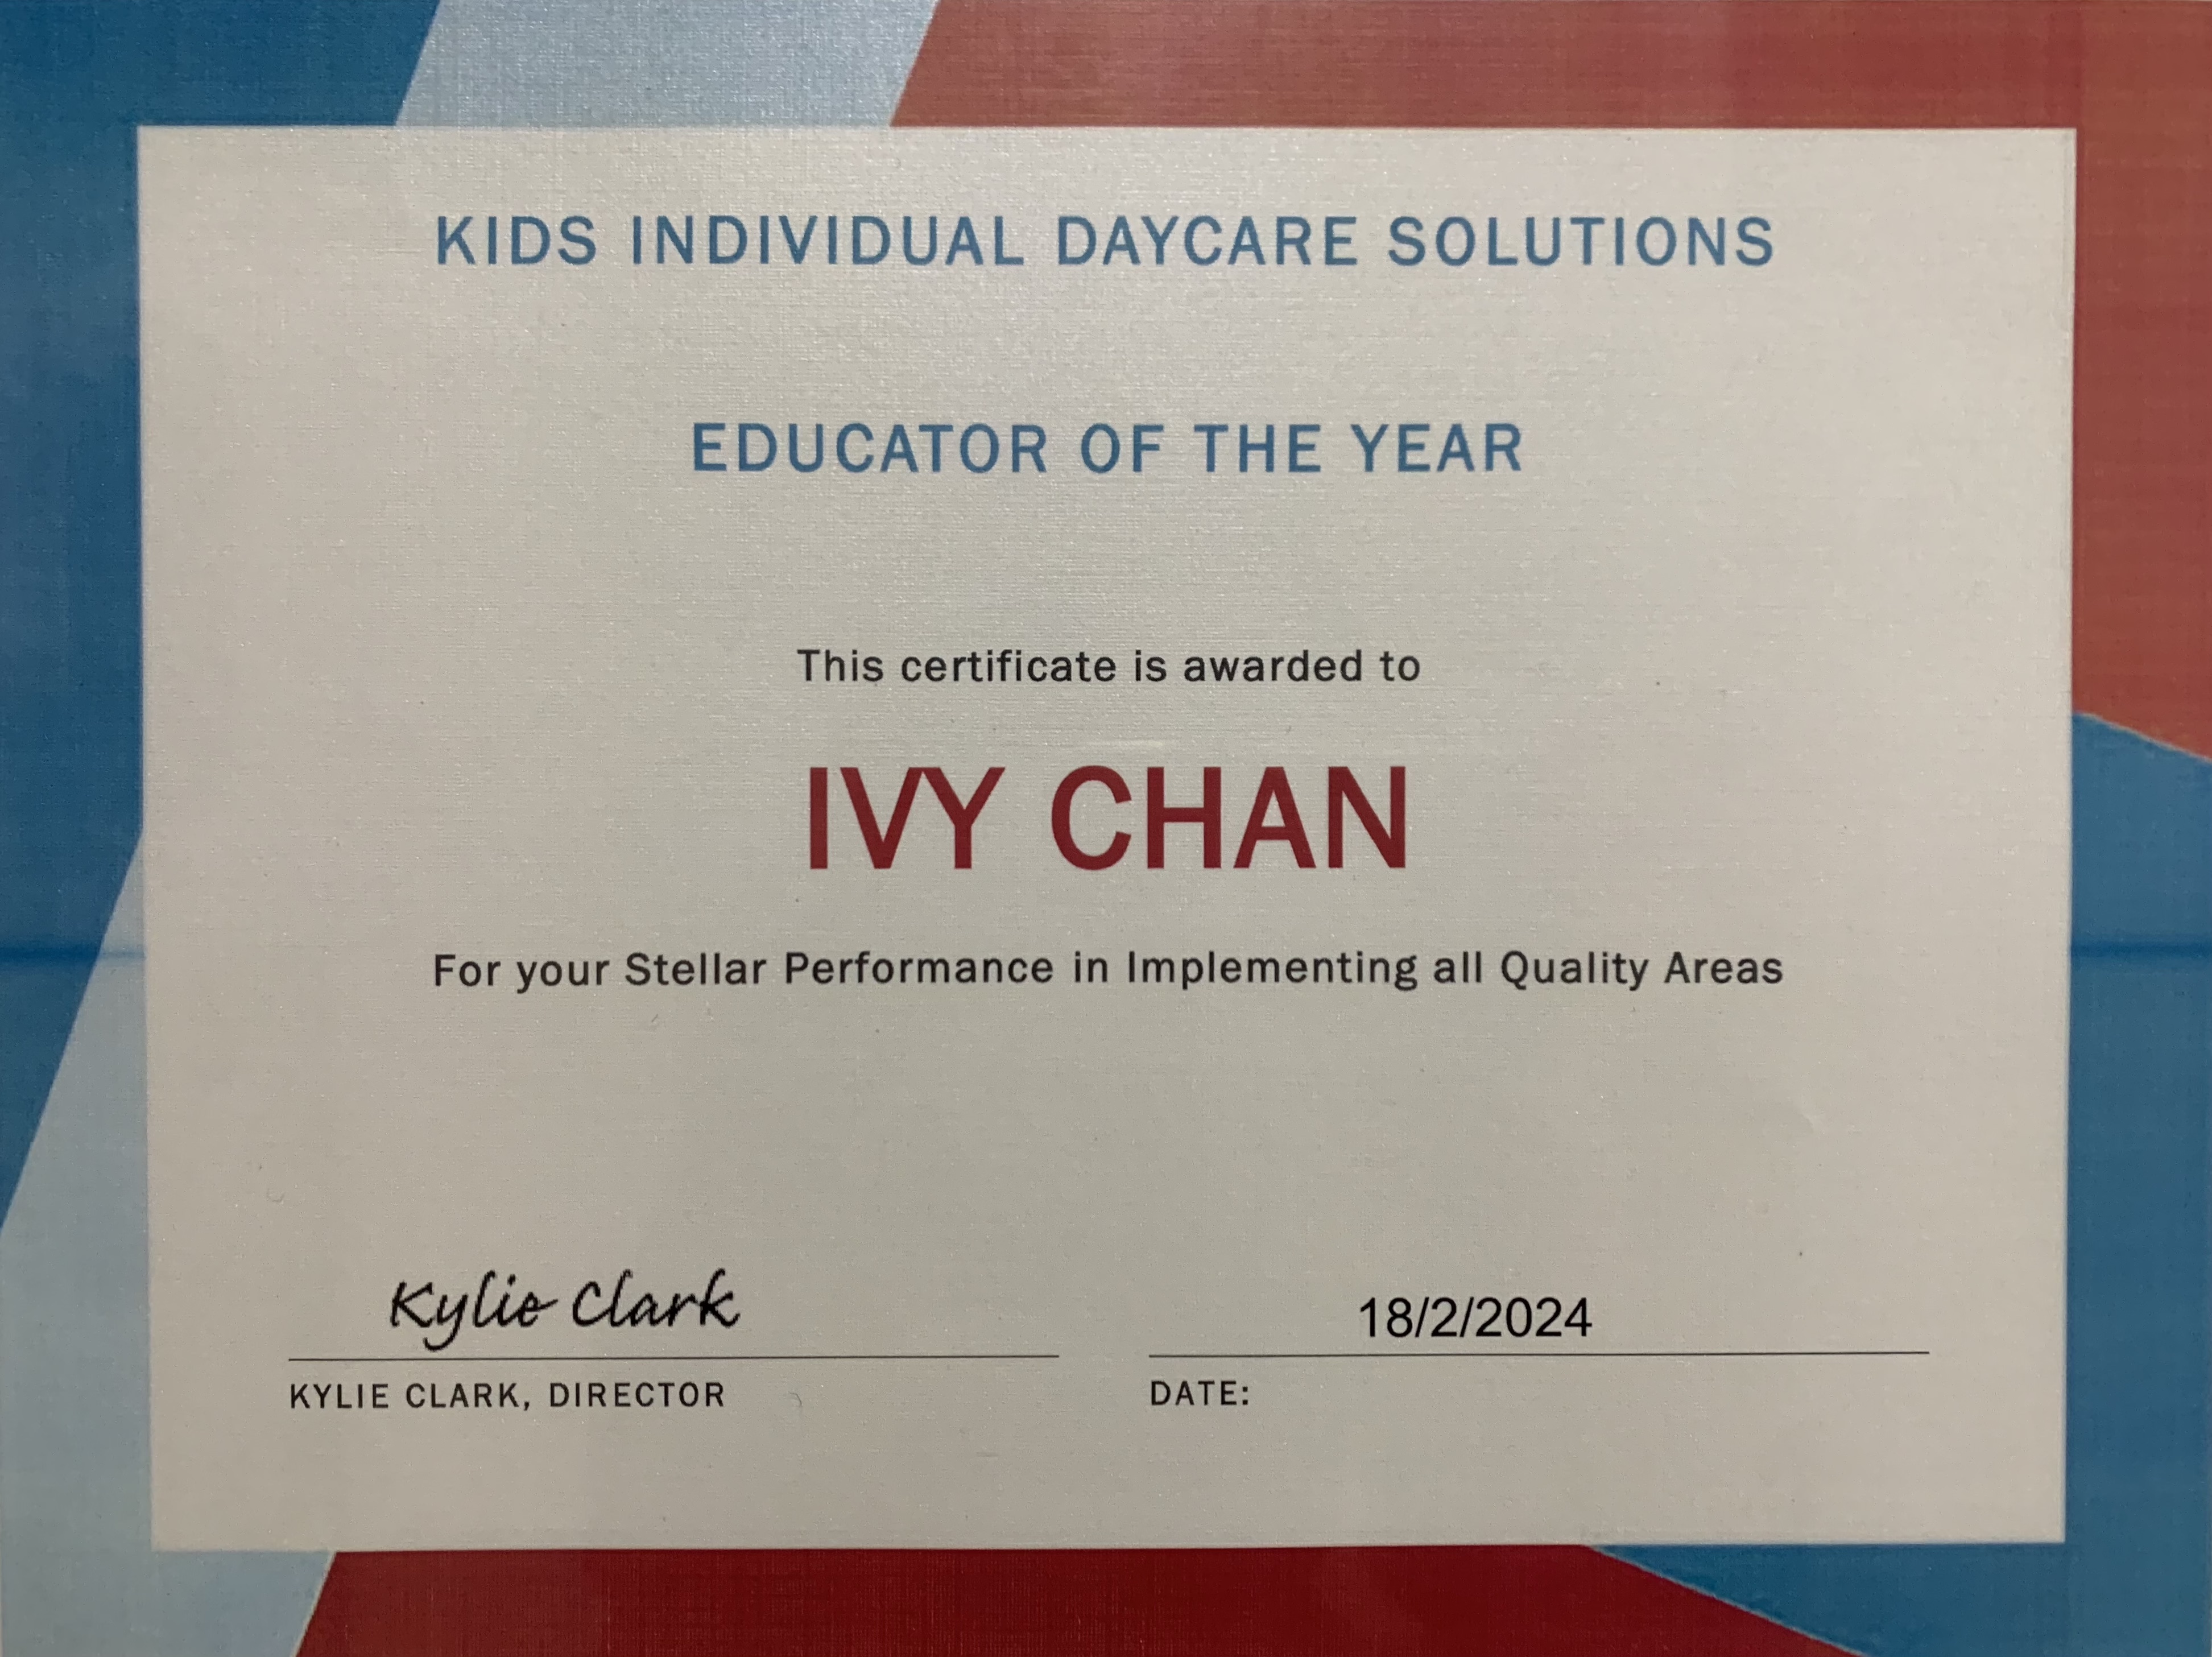 KIDS INDIVIDUAL DAYCARE SOLUTIONS
EDUCATOR OF THE YEAR
This certificate is awarded to
IVY CHAN
For your Stellar Performance in Implementing all Quality Areas
Kylie Clark
18/2/2024
KYLIE CLARK, DIRECTOR
DATE: